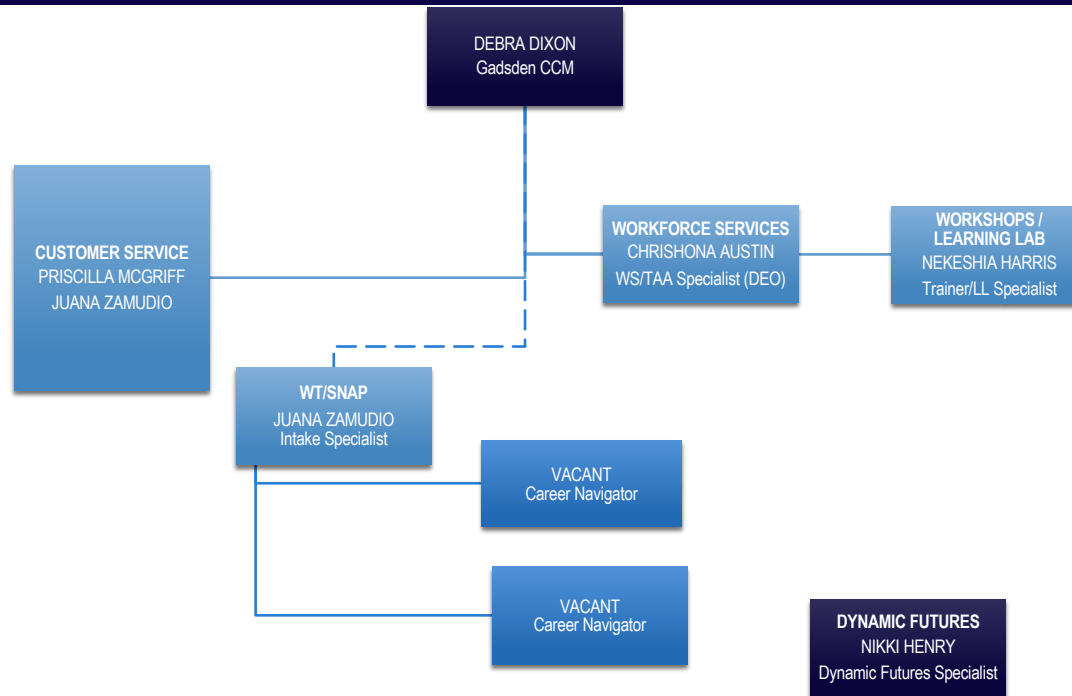 DEBRA DIXON
Gadsden CCM
CUSTOMER SERVICE
PRISCILLA MCGRIFF
JUANA ZAMUDIO
WORKFORCE SERVICES
CHRISHONA AUSTIN
WS/TAA Specialist (DEO)
WORKSHOPS /
LEARNING LAB
NEKESHIA HARRIS
Trainer/LL Specialist
WT/SNAP
JUANA ZAMUDIO
Intake Specialist
VACANT
Career Navigator
VACANT
Career Navigator
DYNAMIC FUTURES
NIKKI HENRY
Dynamic Futures Specialist